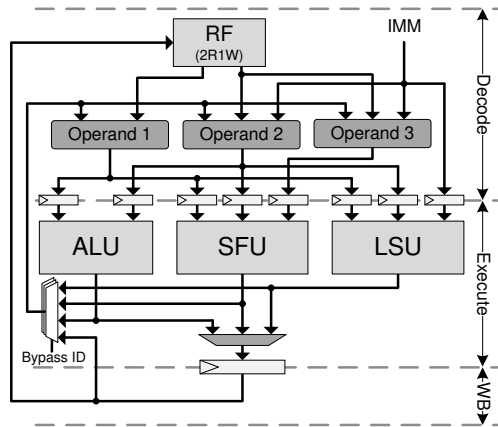 RF
(2R1W)
IMM
Decode
Operand 1
Operand 2
Operand 3
ALU
SFU
LSU
Execute
Bypass ID
WB